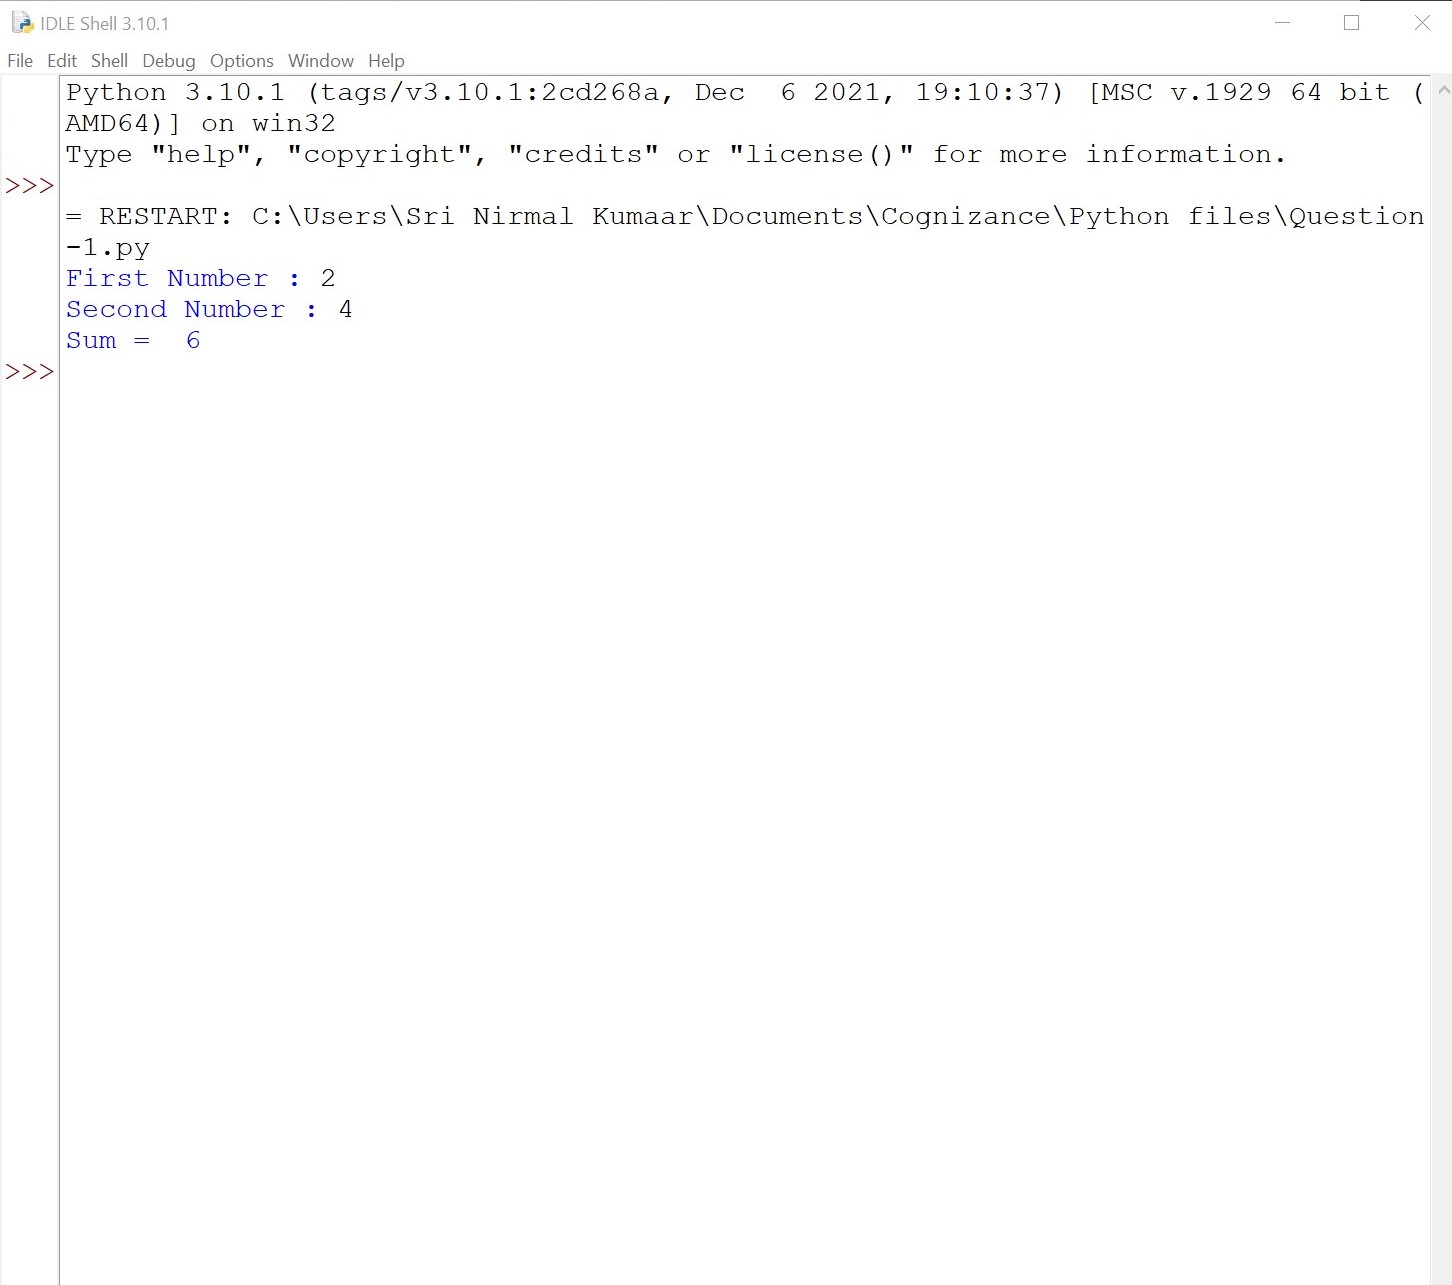 IDLE Shell 3.10.1
File Edit Shell Debug Options Window Help
Python 3.10.1 (tags/v3.10.1:2cd268a, Dec  6 2021, 19:10:37) [MSC v.1929 64 bit (
AMD64)] on win32
Type "help", "copyright", "credits" or "license()" for more information.
>>>
= RESTART: C:\Users\Sri Nirmal Kumaar\Documents\Cognizance\Python files\Question
-1.py
First Number : 2
Second Number : 4
Sum =  6
>>>